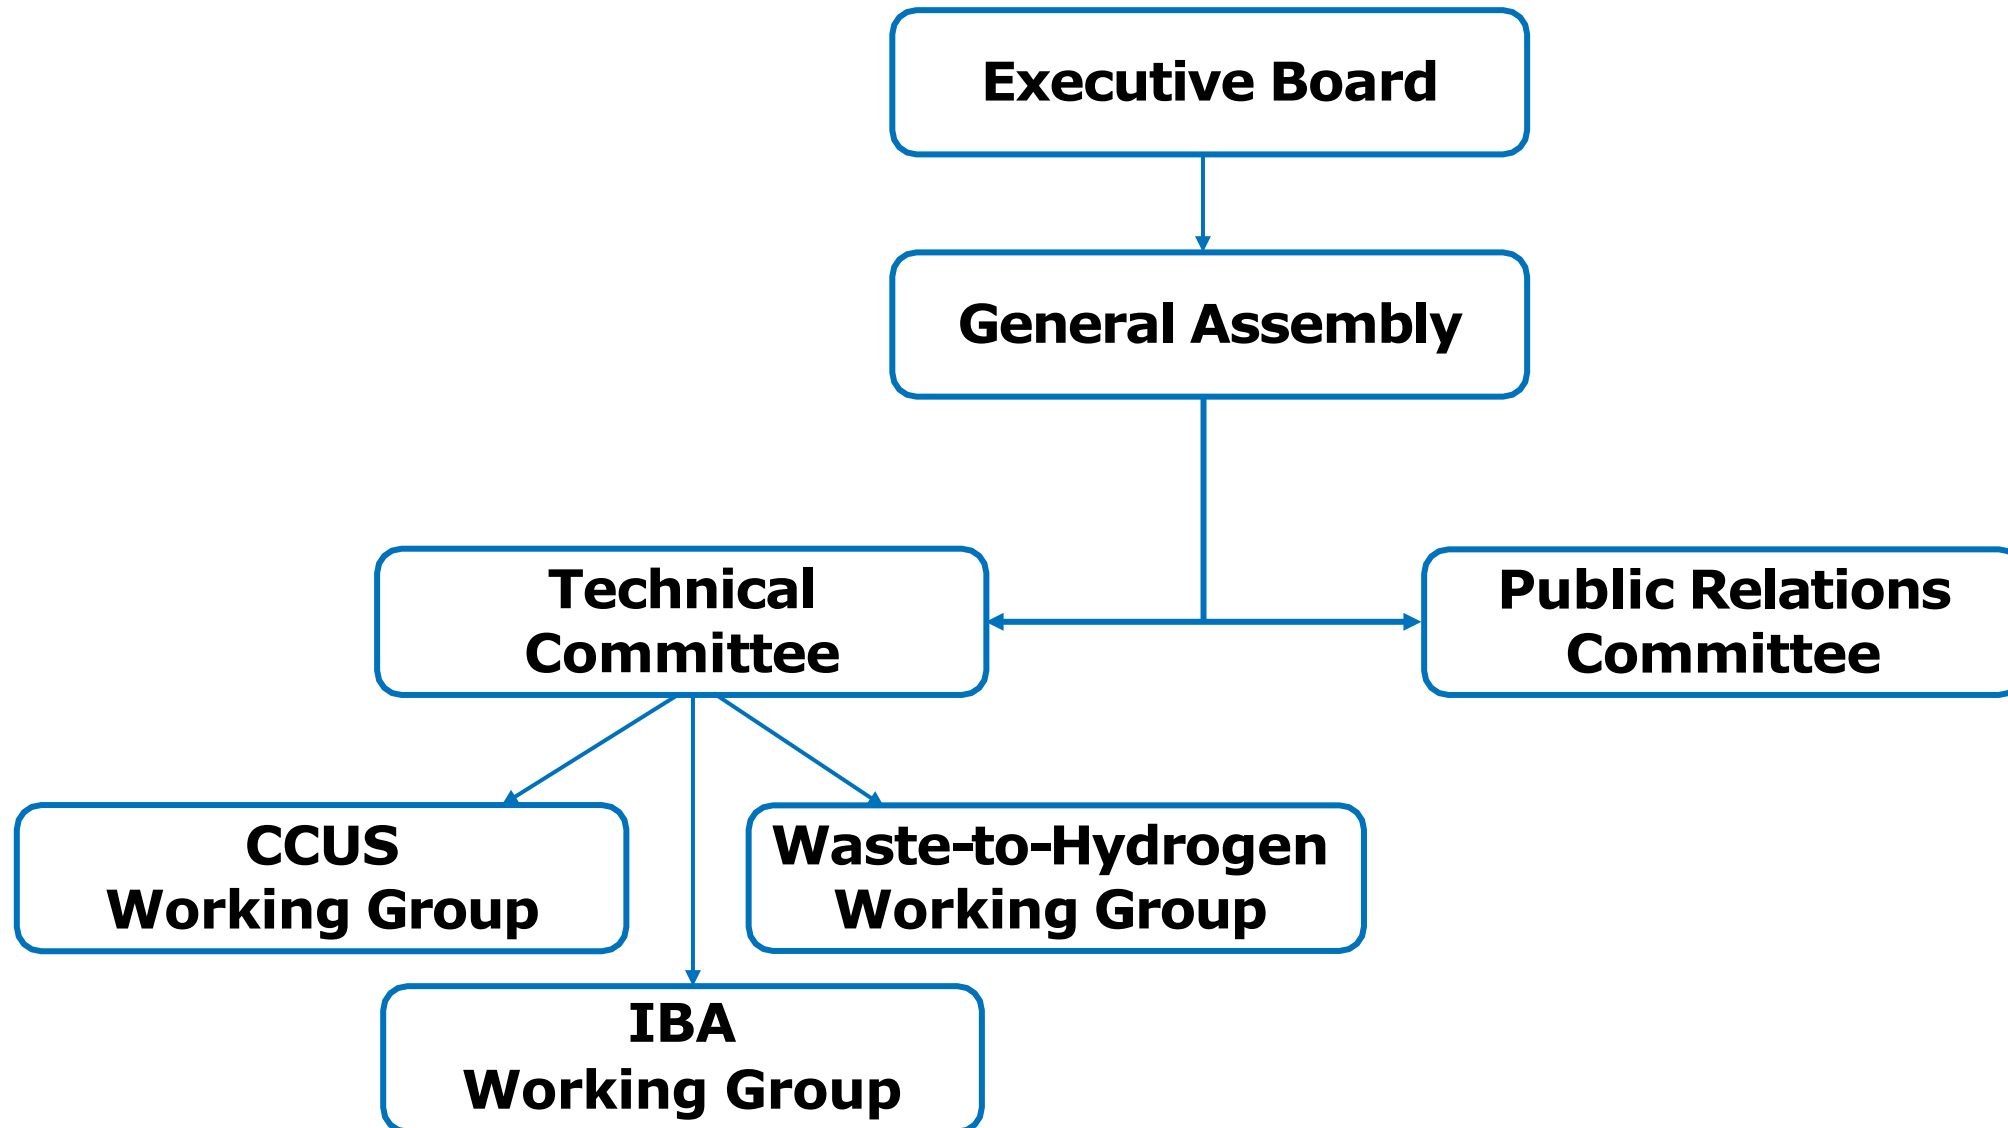 Executive Board
General Assembly
Technical
Committee
Public Relations
Committee
CCUS
Working Group
Waste-to-Hydrogen
Working Group
IBA
Working Group